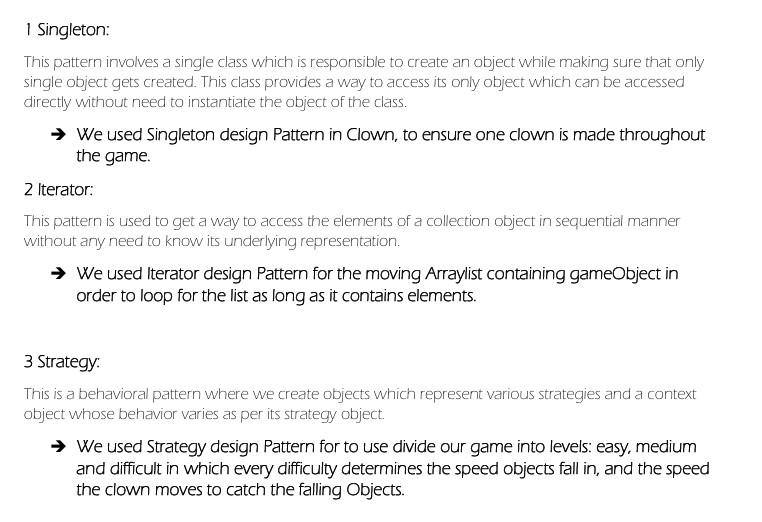 1 Singleton:
This pattern involves a single class which is responsible to create an object while making sure that only
single object gets created. This class provides a way to access its only object which can be accessed
directly without need to instantiate the object of the class.
➔ We used Singleton design Pattern in Clown, to ensure one clown is made throughout
the game.
2 Iterator:
This pattern is used to get a way to access the elements of a collection object in sequential manner
without any need to know its underlying representation.
➔ We used Iterator design Pattern for the moving Arraylist containing gameObject in
order to loop for the list as long as it contains elements.
3 Strategy:
This is a behavioral pattern where we create objects which represent various strategies and a context
object whose behavior varies as per its strategy object.
➔ We used Strategy design Pattern for to use divide our game into levels: easy, medium
and difficult in which every difficulty determines the speed objects fall in, and the speed
the clown moves to catch the falling Objects.